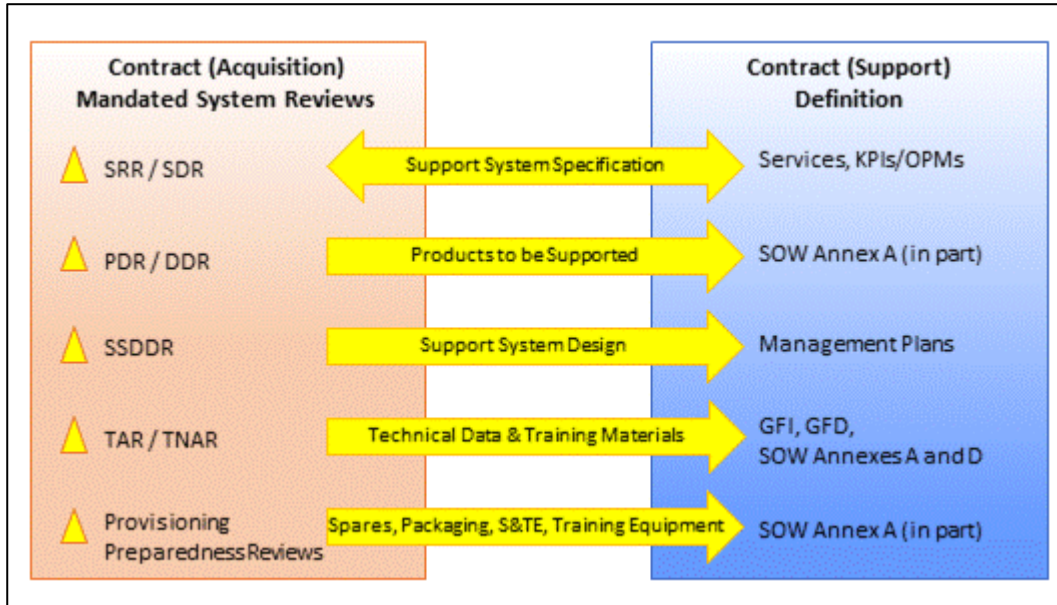 Contract (Acquisition)
Mandated System Reviews
Contract (Support)
Definition
SRR / SDR
Support System Specification
Services, KPIs/OPMs
PDR / DDR
Products to be Supported
SOW Annex A (in part)
SSDDR
Support System Design
Management Plans
TAR / TNAR
Technical Data & Training Materials
GFI, GFD,
SOW Annexes A and D
Provisioning
Preparedness Reviews
Spares, Packaging, S&TE, Training Equipment
SOW Annex A (in part)